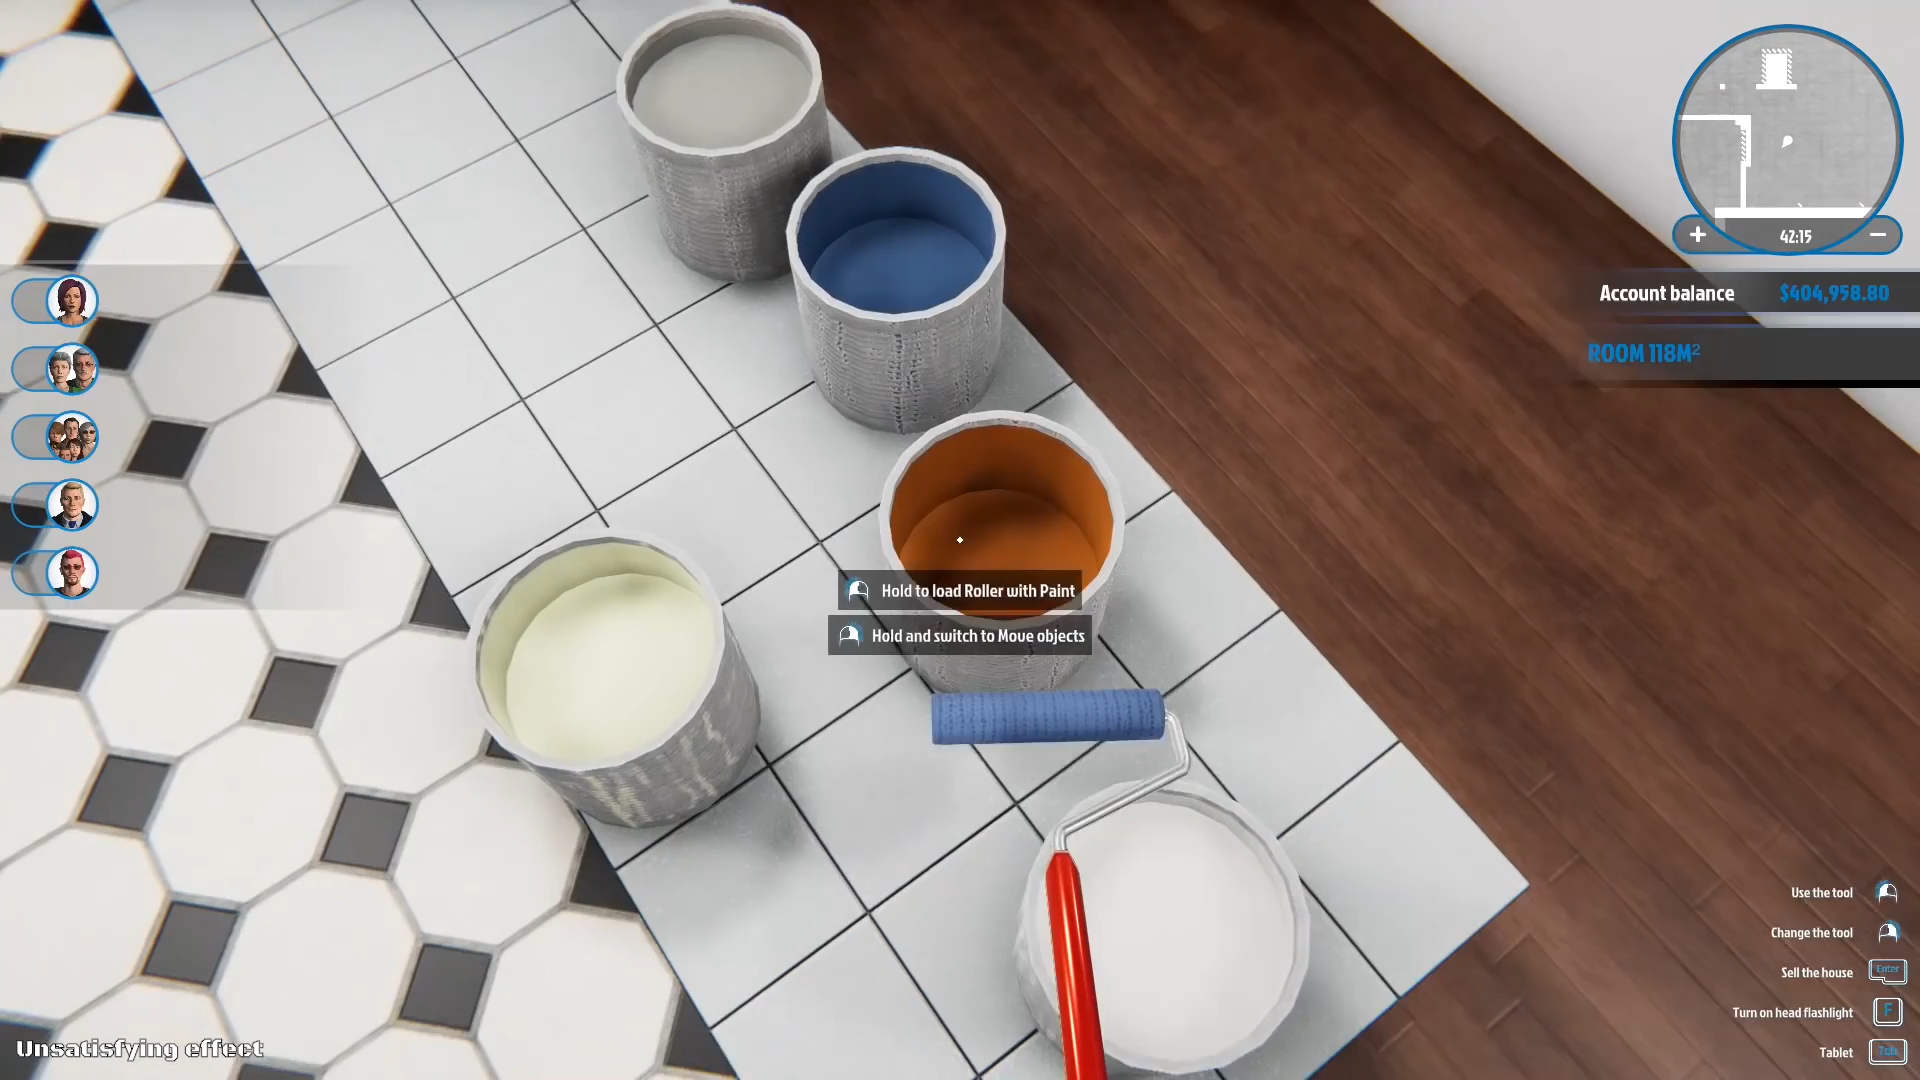 + 42:15 −
Account balance $404,958.80
ROOM 118M²
Hold to load Roller with Paint
Hold and switch to Move objects
Use the tool
Change the tool
Sell the house Enter
Turn on head flashlight F
Tablet Tab
Unsatisfying effect